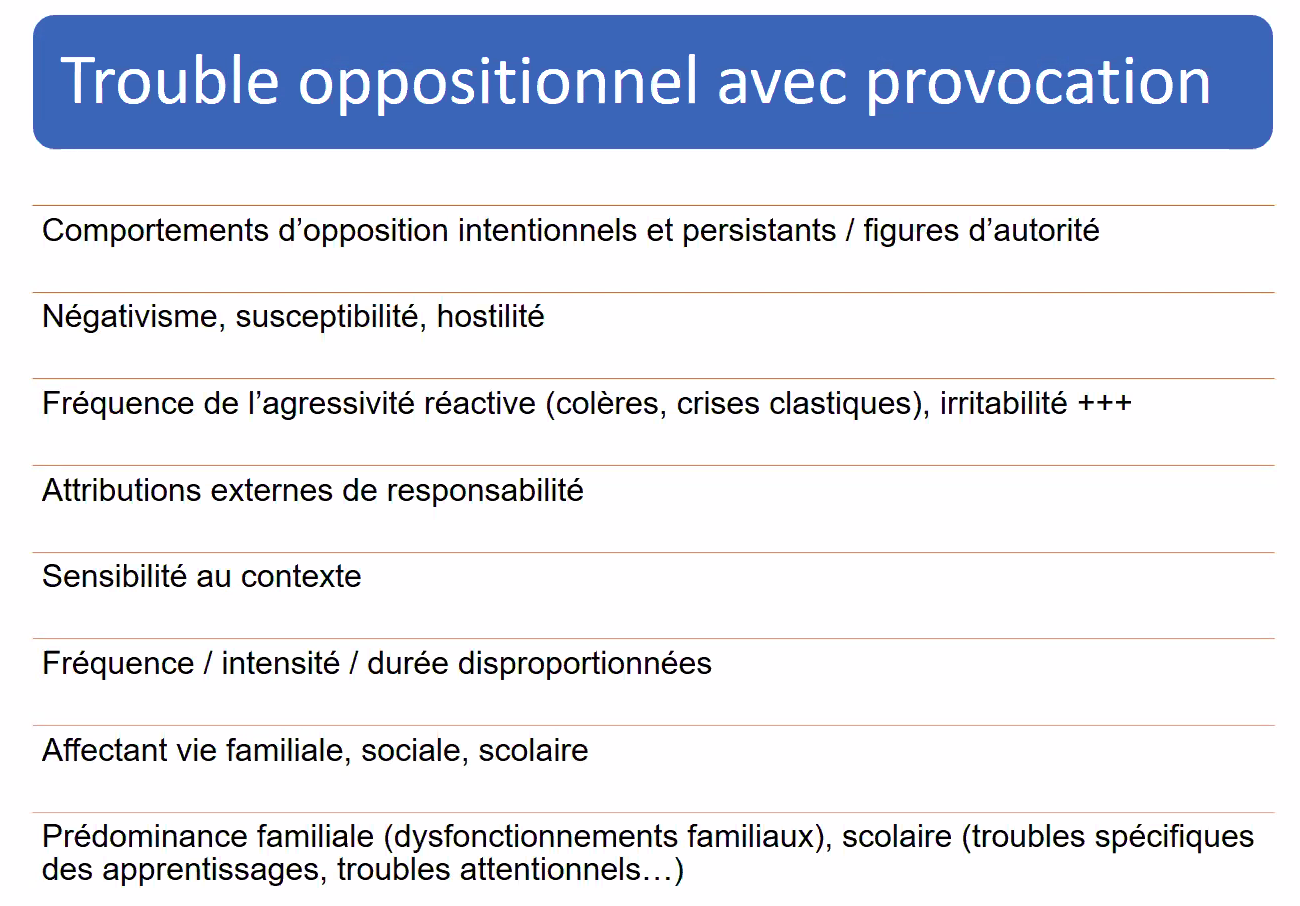 Trouble oppositionnel avec provocation
Comportements d’opposition intentionnels et persistants / figures d’autorité
Négativisme, susceptibilité, hostilité
Fréquence de l’agressivité réactive (colères, crises clastiques), irritabilité +++
Attributions externes de responsabilité
Sensibilité au contexte
Fréquence / intensité / durée disproportionnées
Affectant vie familiale, sociale, scolaire
Prédominance familiale (dysfonctionnements familiaux), scolaire (troubles spécifiques
des apprentissages, troubles attentionnels…)